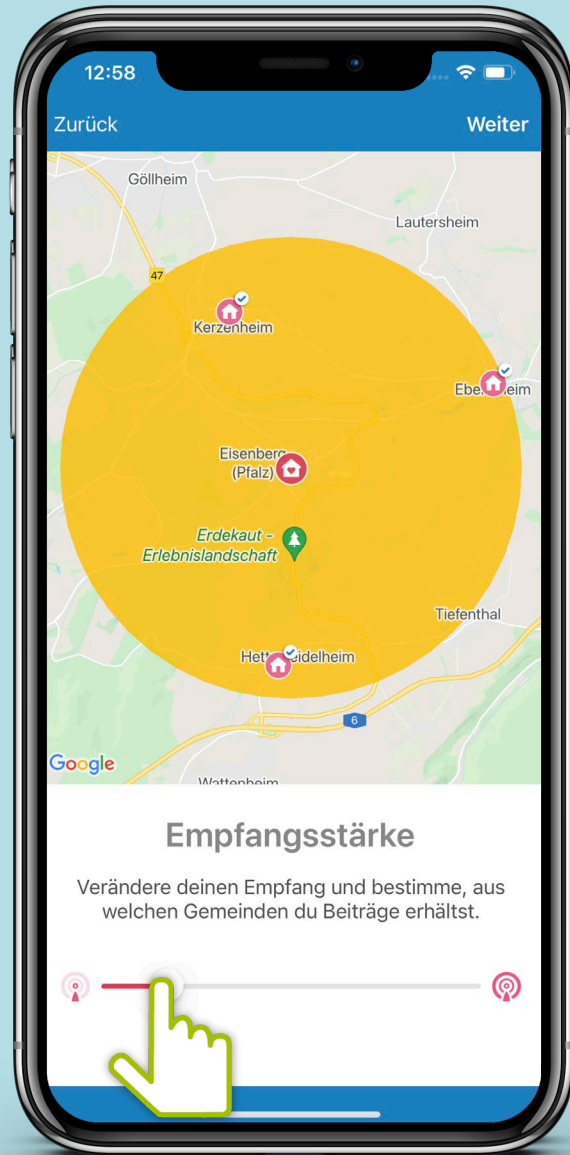 12:58
Zurück
Weiter
Göllheim
Lautersheim
47
Kerzenheim
Eisenberg
(Pfalz)
Erdekaut -
Erlebnislandschaft
Tiefenthal
6
Google
Wattenheim
Empfangsstärke
Verändere deinen Empfang und bestimme, aus
welchen Gemeinden du Beiträge erhältst.